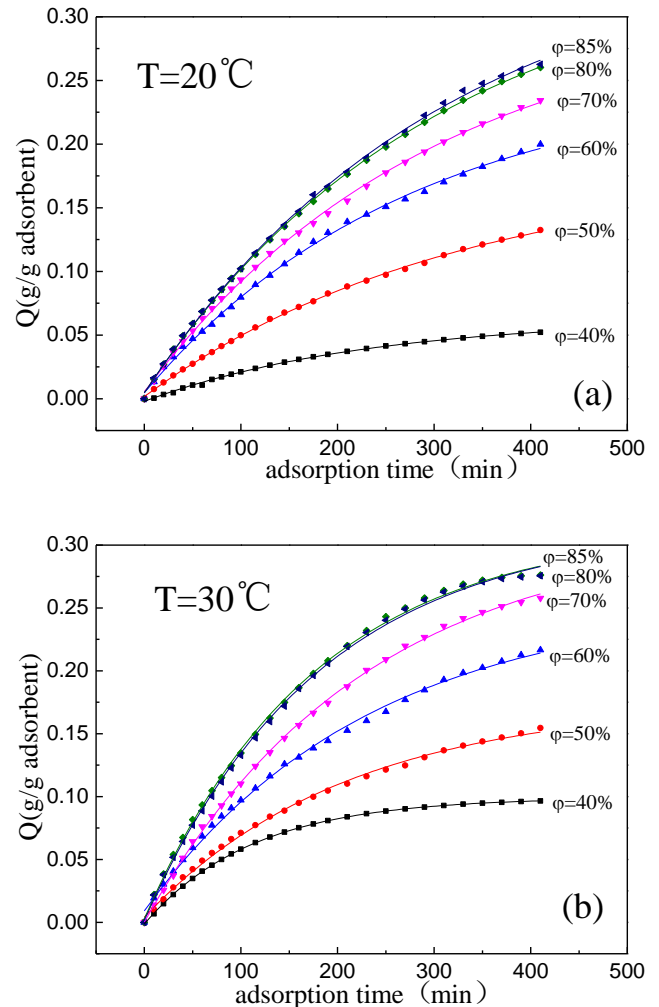 0.30
φ=85%
T=20℃
φ=80%
0.25
φ=70%
0.20
φ=60%
Q(g/g adsorbent)
0.15
φ=50%
0.10
0.05
φ=40%
0.00
(a)
0 100 200 300 400 500
adsorption time（min）
0.30
φ=85%
φ=80%
T=30℃
0.25
φ=70%
φ=60%
0.20
Q(g/g adsorbent)
0.15
φ=50%
0.10
φ=40%
0.05
0.00
(b)
0 100 200 300 400 500
adsorption time（min）